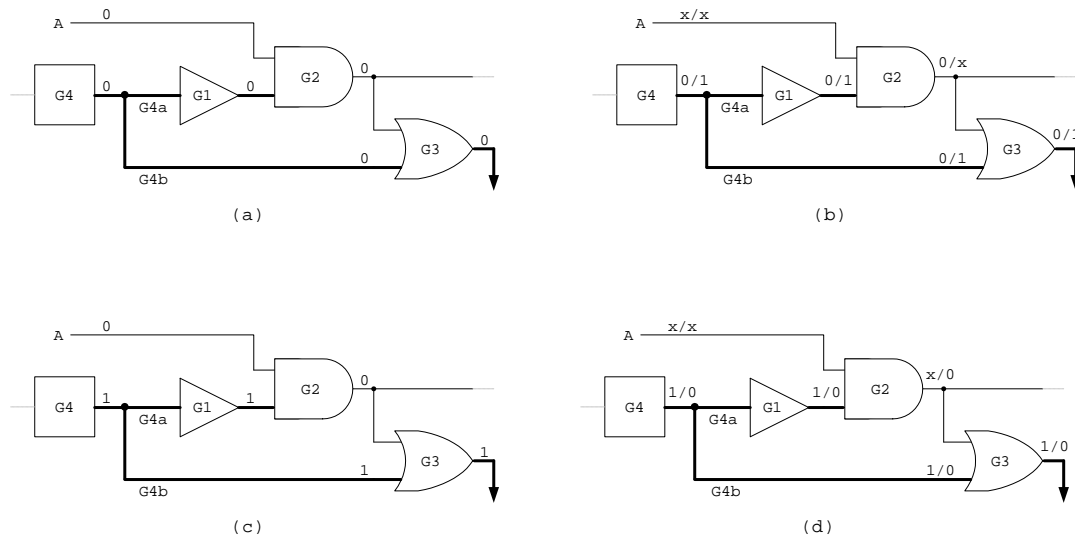 A 0
G4 0 G4a G1 0 G2 0
0 G3 0
G4b
(a)
A x/x
G4 0/1 G4a G1 0/1 G2 0/x
0/1 G3 0/1
G4b
(b)
A 0
G4 1 G4a G1 1 G2 0
1 G3 1
G4b
(c)
A x/x
G4 1/0 G4a G1 1/0 G2 x/0
1/0 G3 1/0
G4b
(d)